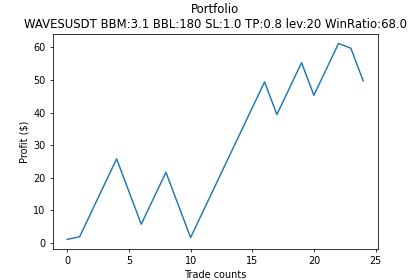 Portfolio
WAVESUSDT BBM:3.1 BBL:180 SL:1.0 TP:0.8 lev:20 WinRatio:68.0
60
50
40
30
20
10
0
Profit ($)
0 5 10 15 20 25
Trade counts